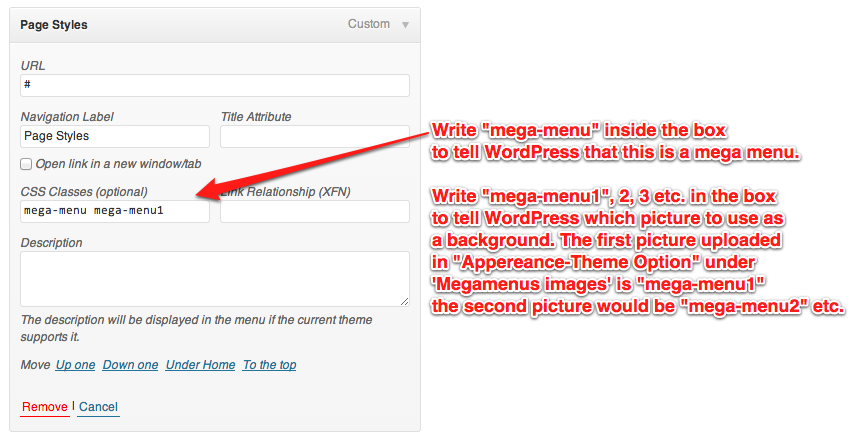 Page Styles Custom
URL
#
Navigation Label Title Attribute
Page Styles
Open link in a new window/tab
CSS Classes (optional) Link Relationship (XFN)
mega-menu mega-menu1
Description
The description will be displayed in the menu if the current theme
supports it.
Move Up one Down one Under Home To the top
Remove | Cancel
Write "mega-menu" inside the box
to tell WordPress that this is a mega menu.
Write "mega-menu1", 2, 3 etc. in the box
to tell WordPress which picture to use as
a background. The first picture uploaded
in "Appereance-Theme Option" under
'Megamenus images' is "mega-menu1"
the second picture would be "mega-menu2" etc.